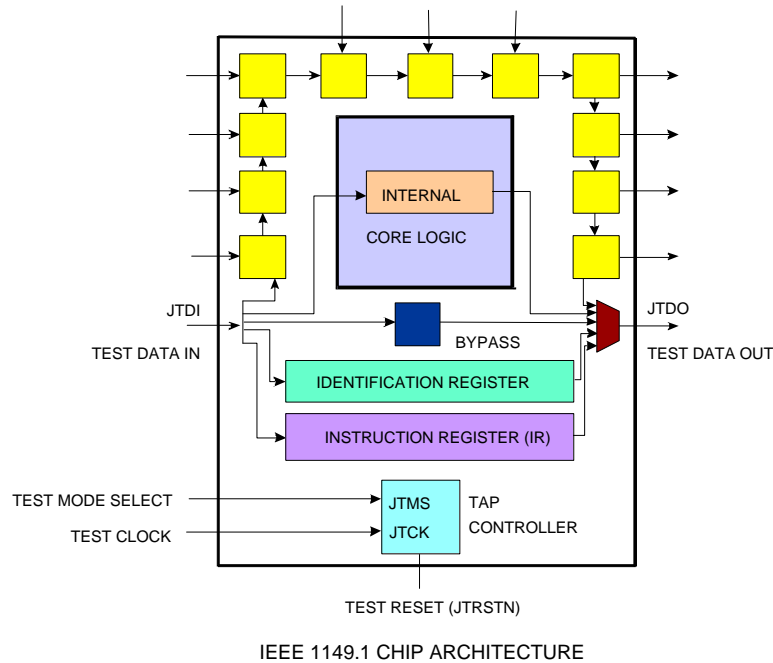 INTERNAL
CORE LOGIC
JTDI
JTDO
BYPASS
TEST DATA IN
TEST DATA OUT
IDENTIFICATION REGISTER
INSTRUCTION REGISTER (IR)
TEST MODE SELECT
JTMS
TAP
CONTROLLER
TEST CLOCK
JTCK
TEST RESET (JTRSTN)
IEEE 1149.1 CHIP ARCHITECTURE